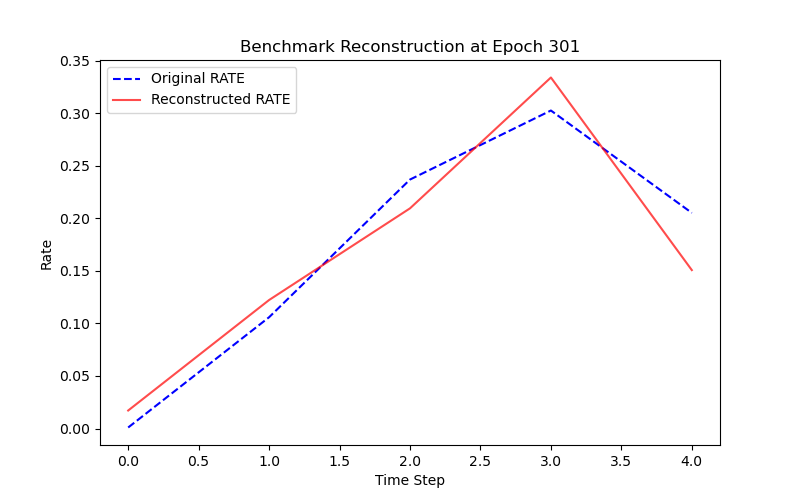 Benchmark Reconstruction at Epoch 301
Original RATE
Reconstructed RATE
0.35
0.30
0.25
0.20
0.15
0.10
0.05
0.00
Rate
0.0 0.5 1.0 1.5 2.0 2.5 3.0 3.5 4.0
Time Step